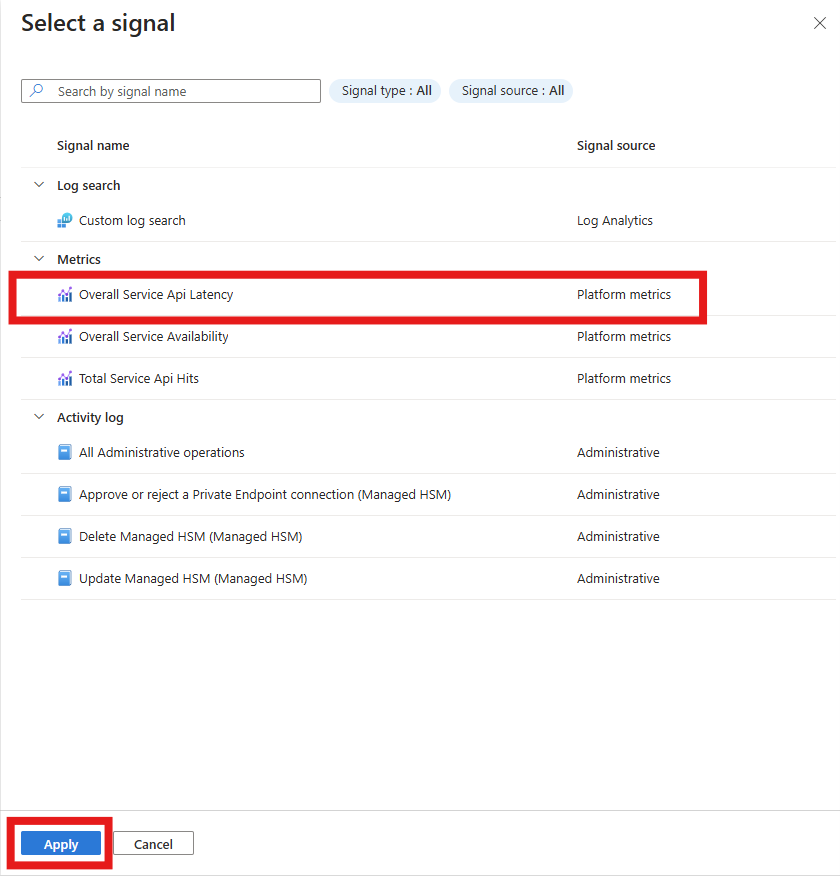 Select a signal
Search by signal name
Signal type : All
Signal source : All
Signal name
Signal source
Log search
Custom log search
Log Analytics
Metrics
Overall Service Api Latency
Platform metrics
Overall Service Availability
Platform metrics
Total Service Api Hits
Platform metrics
Activity log
All Administrative operations
Administrative
Approve or reject a Private Endpoint connection (Managed HSM)
Administrative
Delete Managed HSM (Managed HSM)
Administrative
Update Managed HSM (Managed HSM)
Administrative
Apply
Cancel